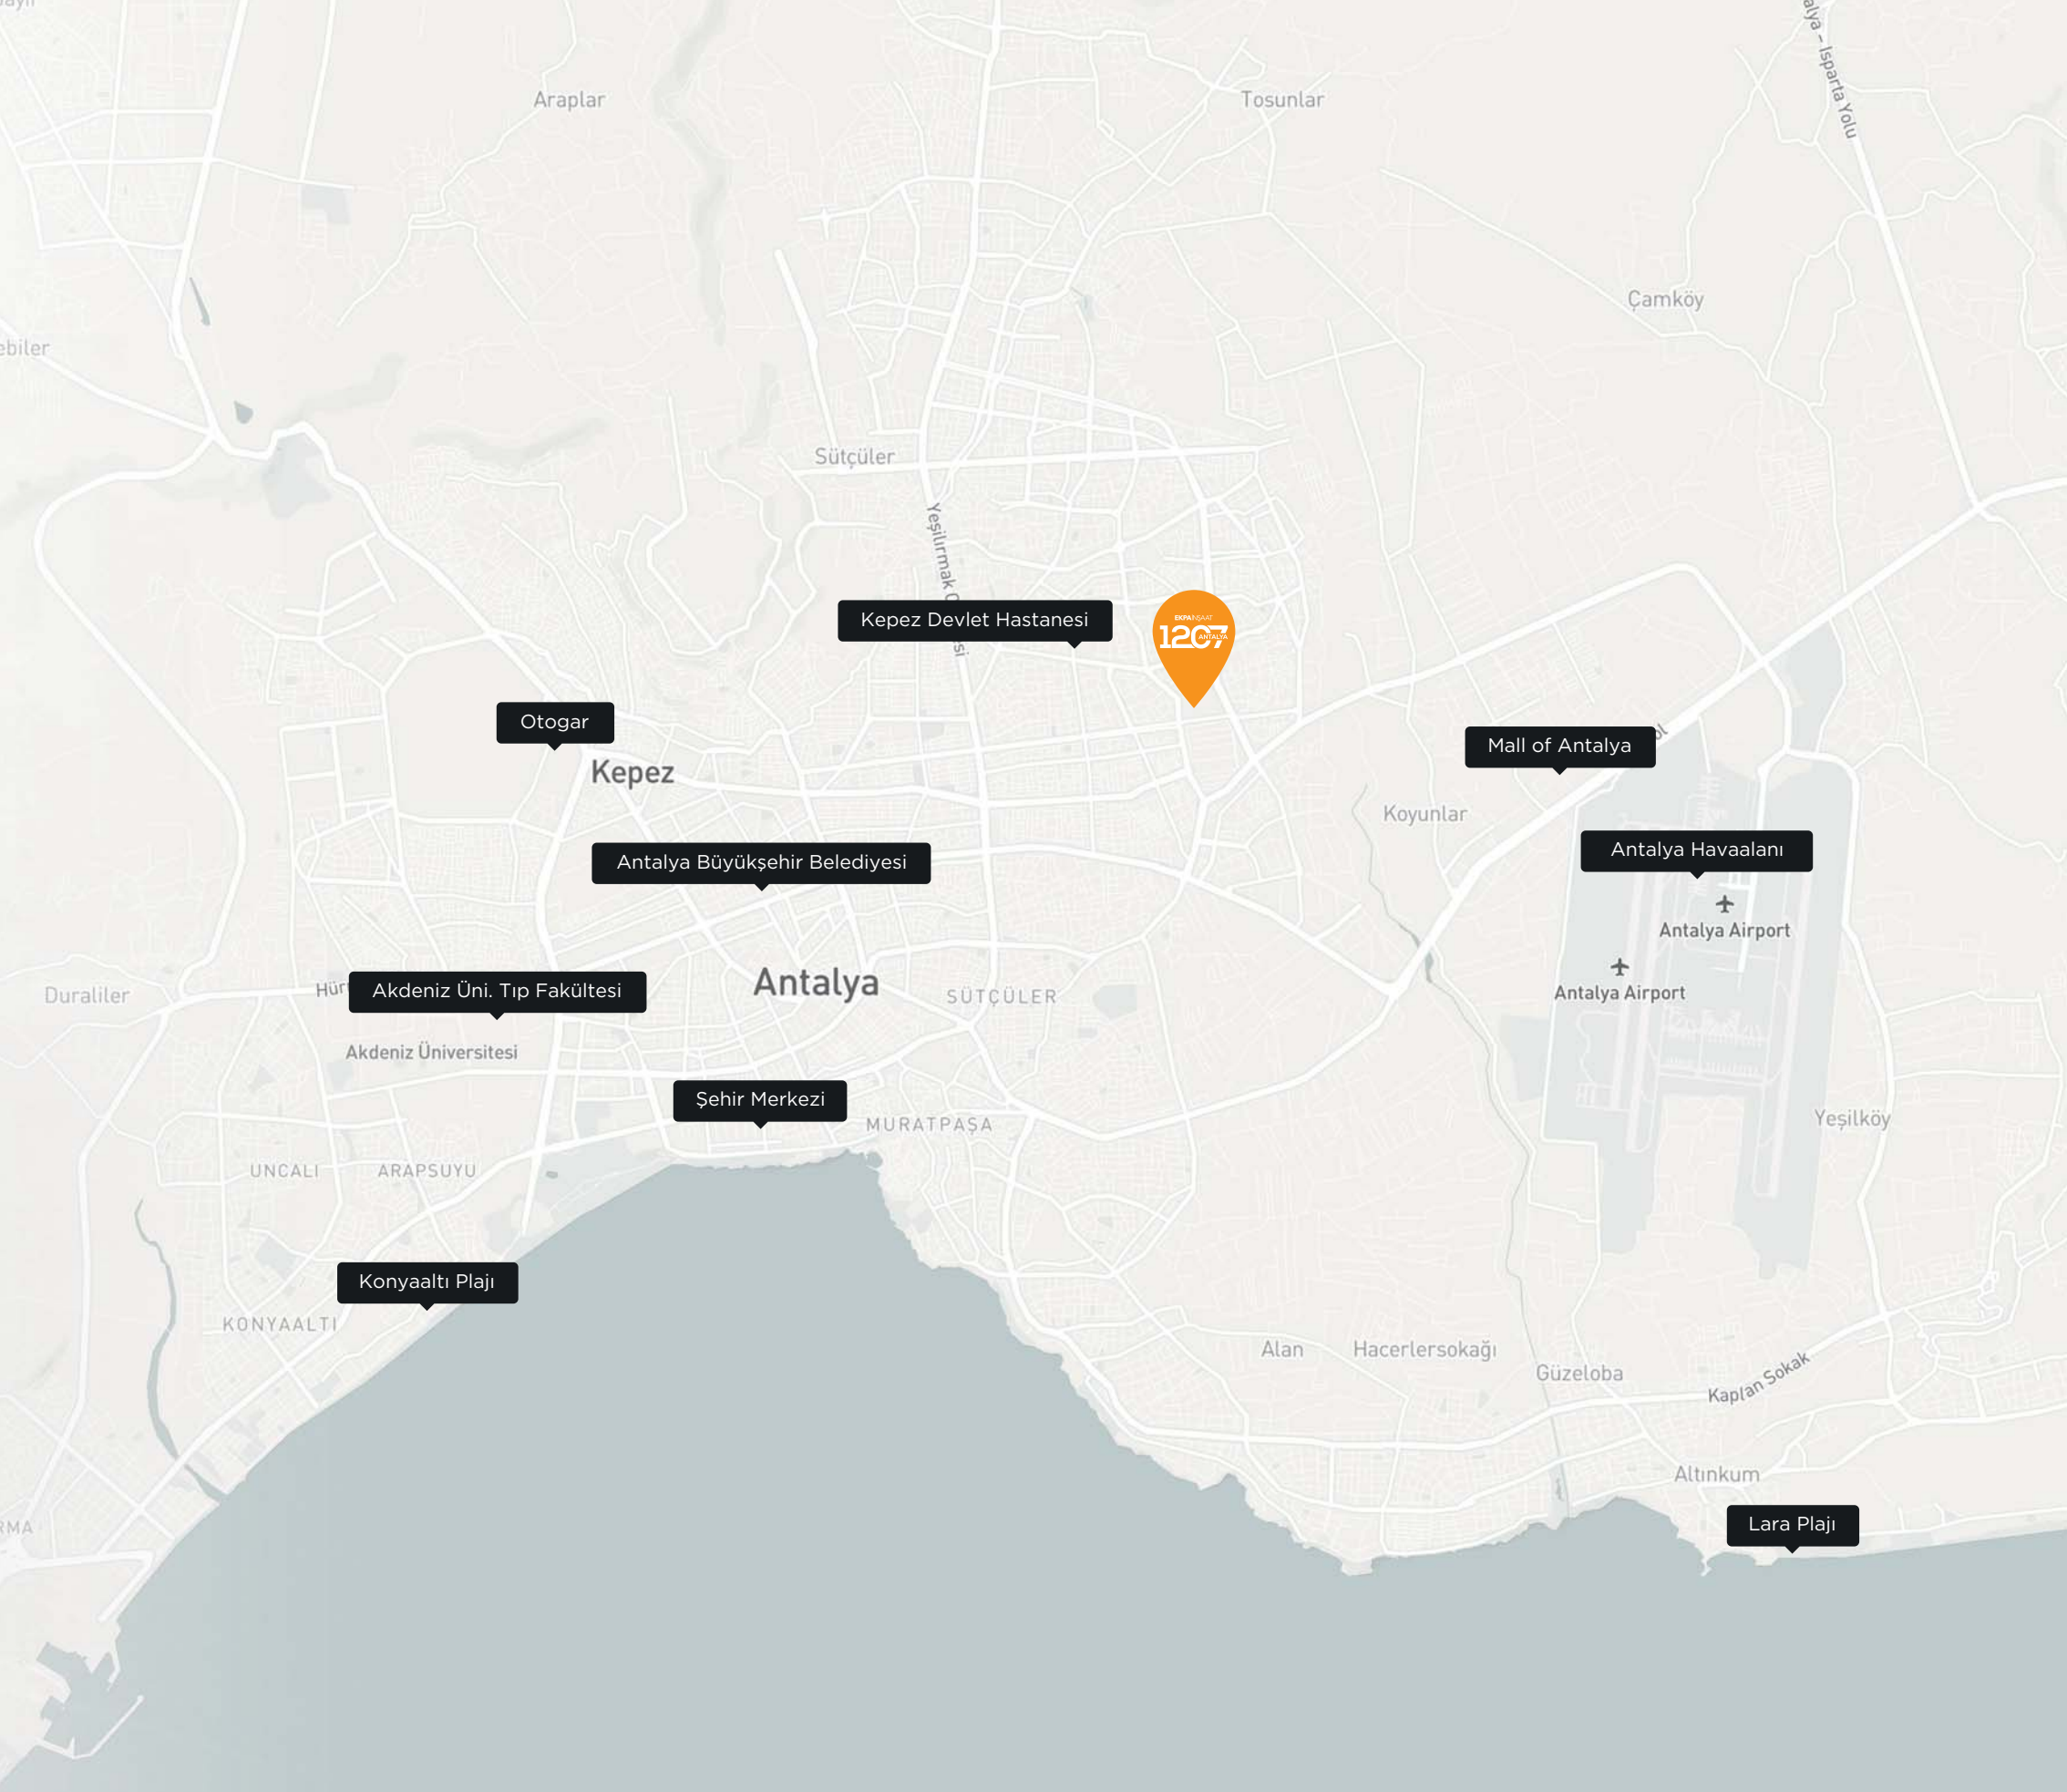 Araplar
Tosunlar
Isparta Yolu
Çamköy
Sütçüler
Yeşilırmak
Kepez Devlet Hastanesi
EKPA İNŞAAT
1207
ANTALYA
Otogar
Kepez
Mall of Antalya
Koyunlar
Antalya Büyükşehir Belediyesi
Antalya Havaalanı
Antalya Airport
Antalya Airport
Antalya
SÜTÇÜLER
Duraliler
Akdeniz Üni. Tıp Fakültesi
Akdeniz Üniversitesi
Şehir Merkezi
MURATPAŞA
Yeşilköy
UNCALI
ARAPSUYU
Konyaaltı Plajı
KONYAALTI
Alan
Hacerlersokağı
Güzeloba
Kaplan Sokak
Altınkum
Lara Plajı